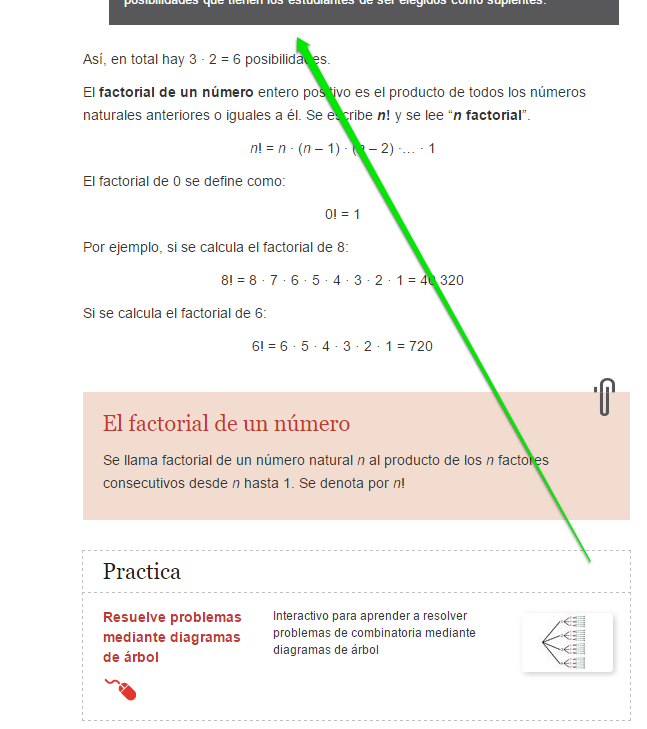 posibilidades que tienen los estudiantes de ser elegidos como suplentes.
Así, en total hay 3 · 2 = 6 posibilidades.
El factorial de un número entero positivo es el producto de todos los números
naturales anteriores o iguales a él. Se escribe n! y se lee “n factorial”.
n! = n · (n – 1) · (n – 2) ·… · 1
El factorial de 0 se define como:
0! = 1
Por ejemplo, si se calcula el factorial de 8:
8! = 8 · 7 · 6 · 5 · 4 · 3 · 2 · 1 = 40 320
Si se calcula el factorial de 6:
6! = 6 · 5 · 4 · 3 · 2 · 1 = 720
El factorial de un número
Se llama factorial de un número natural n al producto de los n factores
consecutivos desde n hasta 1. Se denota por n!
Practica
Resuelve problemas
mediante diagramas
de árbol
Interactivo para aprender a resolver
problemas de combinatoria mediante
diagramas de árbol